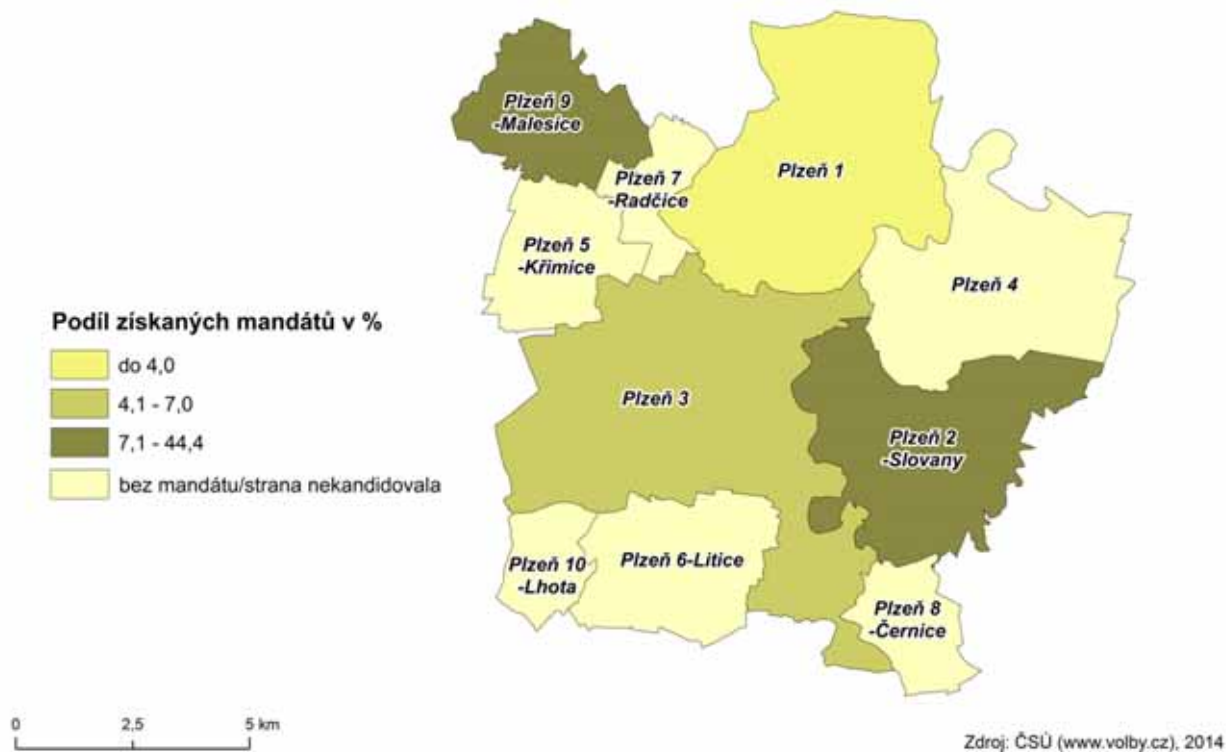 Plzeň 9
-Malesice
Plzeň 7
-Radčice
Plzeň 1
Plzeň 5
-Křimice
Plzeň 4
Podíl získaných mandátů v %
do 4,0
4,1 - 7,0
7,1 - 44,4
bez mandátu/strana nekandidovala
Plzeň 3
Plzeň 2
-Slovany
Plzeň 10
-Lhota
Plzeň 6-Litice
Plzeň 8
-Černice
0 2,5 5 km
Zdroj: ČSÚ (www.volby.cz), 2014